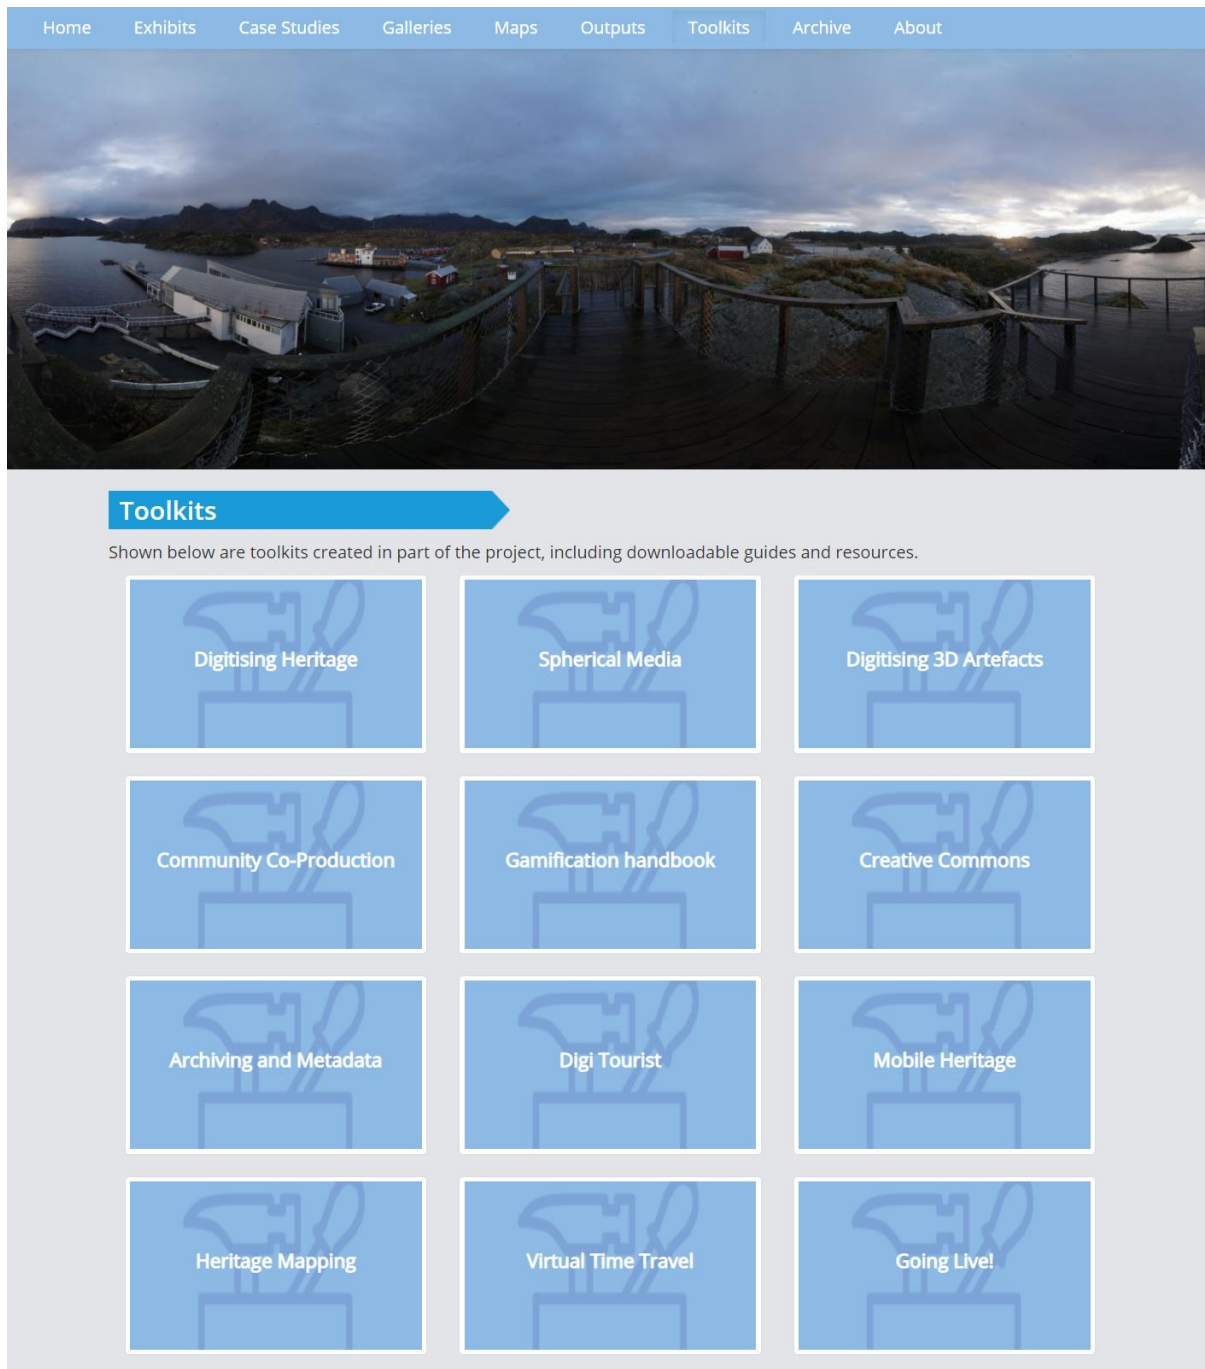 Home Exhibits Case Studies Galleries Maps Outputs Toolkits Archive About
Toolkits
Shown below are toolkits created in part of the project, including downloadable guides and resources.
Digitising Heritage
Spherical Media
Digitising 3D Artefacts
Community Co-Production
Gamification handbook
Creative Commons
Archiving and Metadata
Digi Tourist
Mobile Heritage
Heritage Mapping
Virtual Time Travel
Going Live!